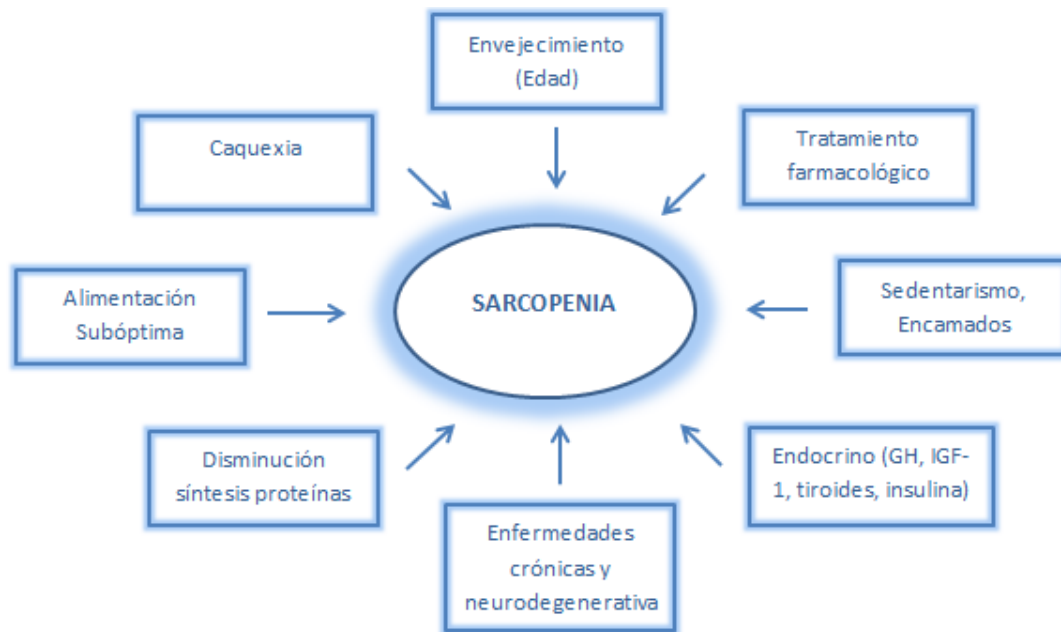 Envejecimiento
(Edad)
Caquexia
Tratamiento
farmacológico
Alimentación
Subóptima
SARCOPENIA
Sedentarismo,
Encamados
Disminución
síntesis proteínas
Endocrino (GH, IGF-
1, tiroides, insulina)
Enfermedades
crónicas y
neurodegenerativa